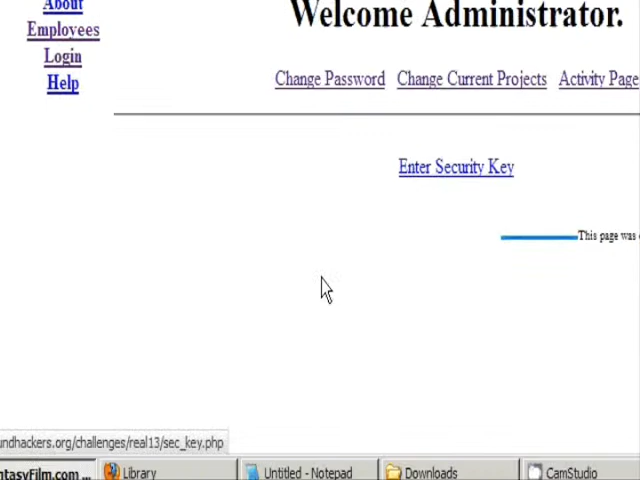 About
Employees
Login
Help
Welcome Administrator.
Change Password Change Current Projects Activity Page
Enter Security Key
This page was
undhackers.org/challenges/real13/sec_key.php
ntasyFilm.com ... Library Untitled - Notepad Downloads CamStudio